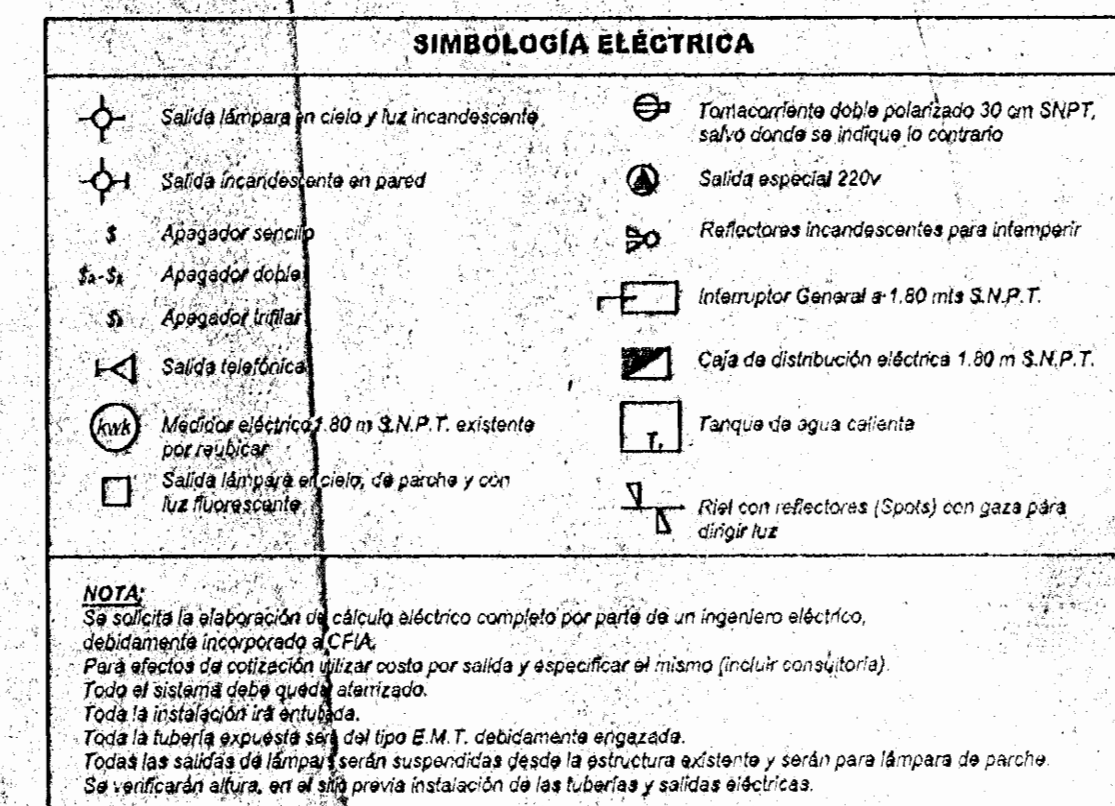 SIMBOLOGÍA ELÉCTRICA
Salida lámpara en cielo y luz incandescente
Salida incandescente en pared
$ Apagador sencillo
Apagador doble
Apagador trifilar
Salida telefónica
kwk Medidor eléctrico 1.80 m S.N.P.T. existente
por reubicar
Salida lámpara en cielo, de parche y con
luz fluorescente
Tomacorriente doble polarizado 30 cm SNPT,
salvo donde se indique lo contrario
Salida especial 220v
Reflectores incandescentes para intemperir
Interruptor General a 1.80 mts S.N.P.T.
Caja de distribución eléctrica 1.80 m S.N.P.T.
Tanque de agua caliente
Riel con reflectores (Spots) con gaza para
dirigir luz
NOTA:
Se solicita la elaboración de cálculo eléctrico completo por parte de un ingeniero eléctrico,
debidamente incorporado a CFIA.
Para efectos de cotización utilizar costo por salida y especificar el mismo (incluir consultoria).
Todo el sistema debe queda aterrizado.
Toda la instalación irá entubada.
Toda la tubería expuesta será del tipo E.M.T. debidamente engazada.
Todas las salidas de lámpara serán suspendidas desde la estructura existente y serán para lámpara de parche.
Se verificarán altura, en el sitio previa instalación de las tuberías y salidas eléctricas.